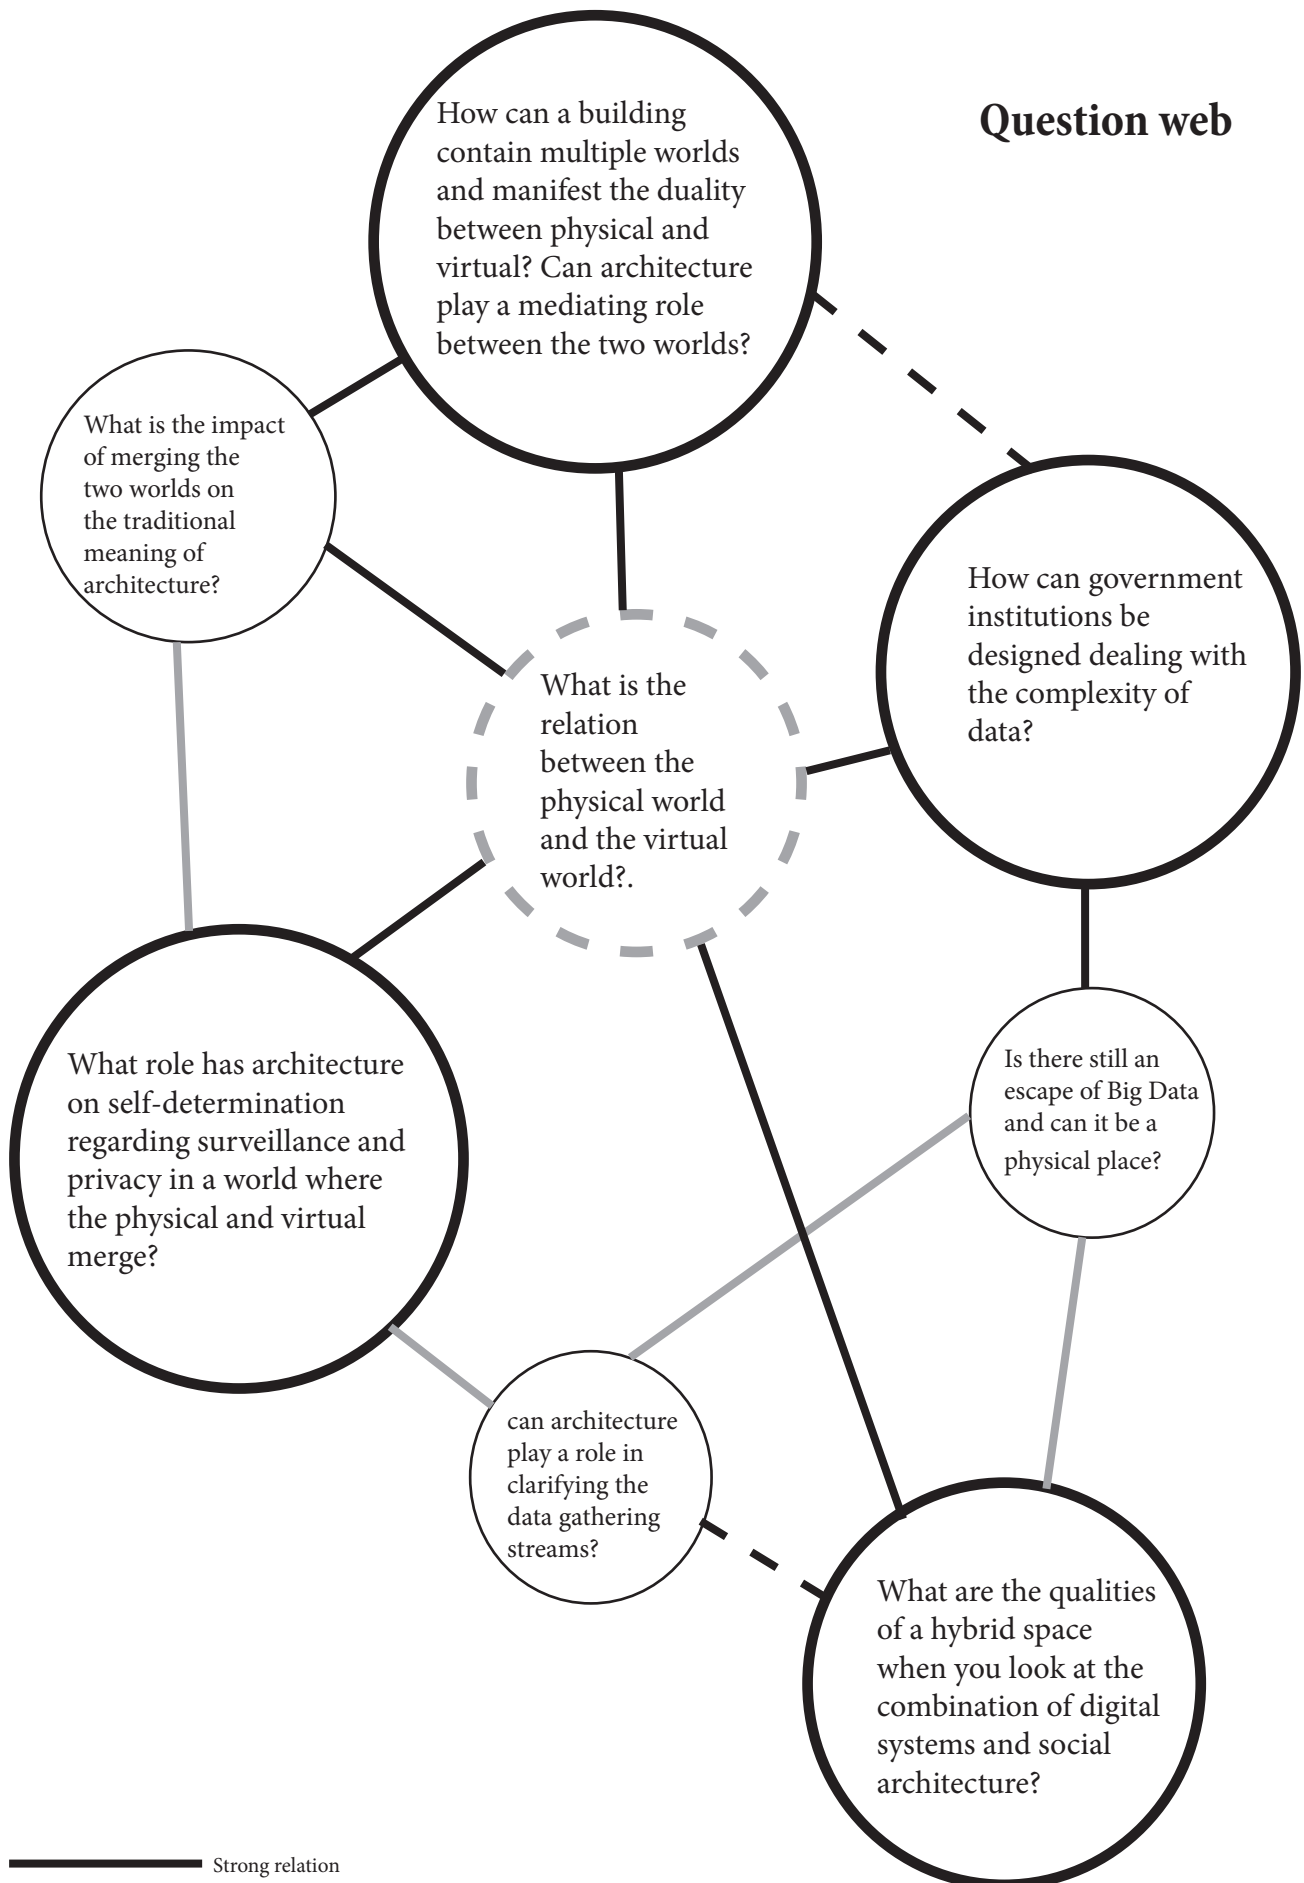 Question web
How can a building
contain multiple worlds
and manifest the duality
between physical and
virtual? Can architecture
play a mediating role
between the two worlds?
What is the impact
of merging the
two worlds on
the traditional
meaning of
architecture?
How can government
institutions be
designed dealing with
the complexity of
data?
What is the
relation
between the
physical world
and the virtual
world?.
What role has architecture
on self-determination
regarding surveillance and
privacy in a world where
the physical and virtual
merge?
Is there still an
escape of Big Data
and can it be a
physical place?
can architecture
play a role in
clarifying the
data gathering
streams?
What are the qualities
of a hybrid space
when you look at the
combination of digital
systems and social
architecture?
Strong relation